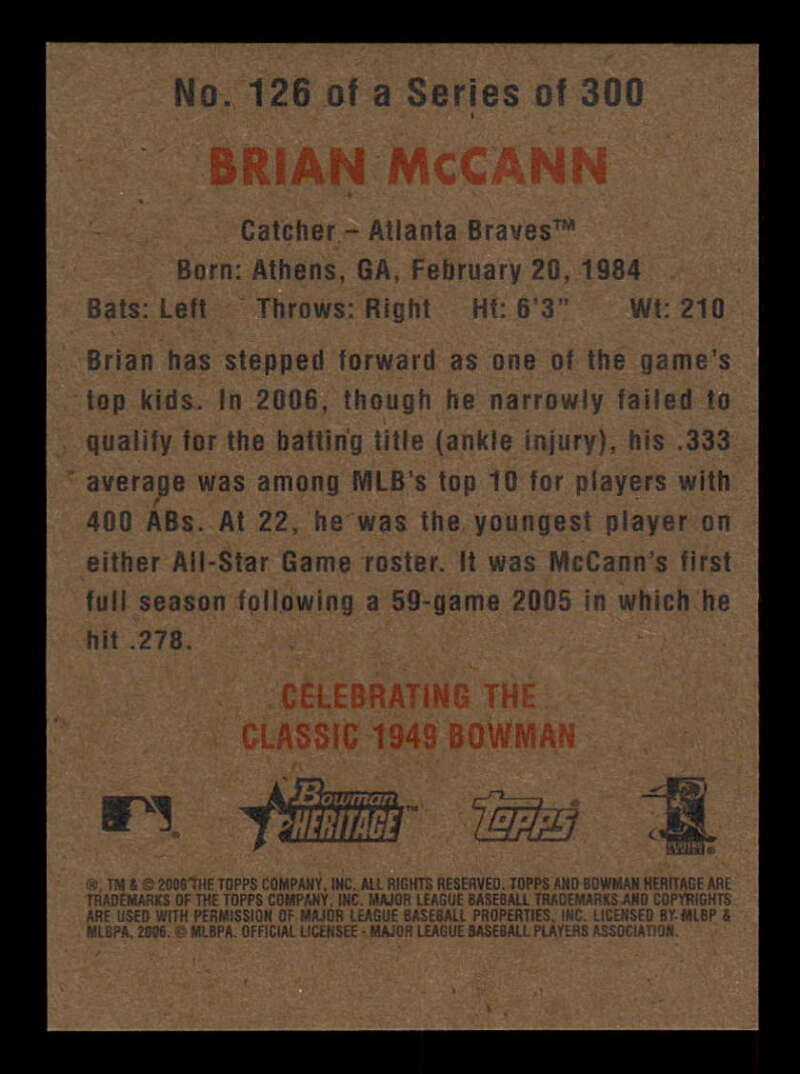 No. 126 of a Series of 300
BRIAN McCANN
Catcher – Atlanta Braves™
Born: Athens, GA, February 20, 1984
Bats: Left Throws: Right Ht: 6'3" Wt: 210
Brian has stepped forward as one of the game's
top kids. In 2006, though he narrowly failed to
qualify for the batting title (ankle injury), his .333
average was among MLB's top 10 for players with
400 ABs. At 22, he was the youngest player on
either All-Star Game roster. It was McCann's first
full season following a 59-game 2005 in which he
hit .278.
CELEBRATING THE
CLASSIC 1949 BOWMAN
Bowman HERITAGE™
TOPPS®
®, TM & © 2006 THE TOPPS COMPANY, INC. ALL RIGHTS RESERVED. TOPPS AND BOWMAN HERITAGE ARE
TRADEMARKS OF THE TOPPS COMPANY, INC. MAJOR LEAGUE BASEBALL TRADEMARKS AND COPYRIGHTS
ARE USED WITH PERMISSION OF MAJOR LEAGUE BASEBALL PROPERTIES, INC. LICENSED BY MLBP &
MLBPA, 2006. © MLBPA. OFFICIAL LICENSEE - MAJOR LEAGUE BASEBALL PLAYERS ASSOCIATION.